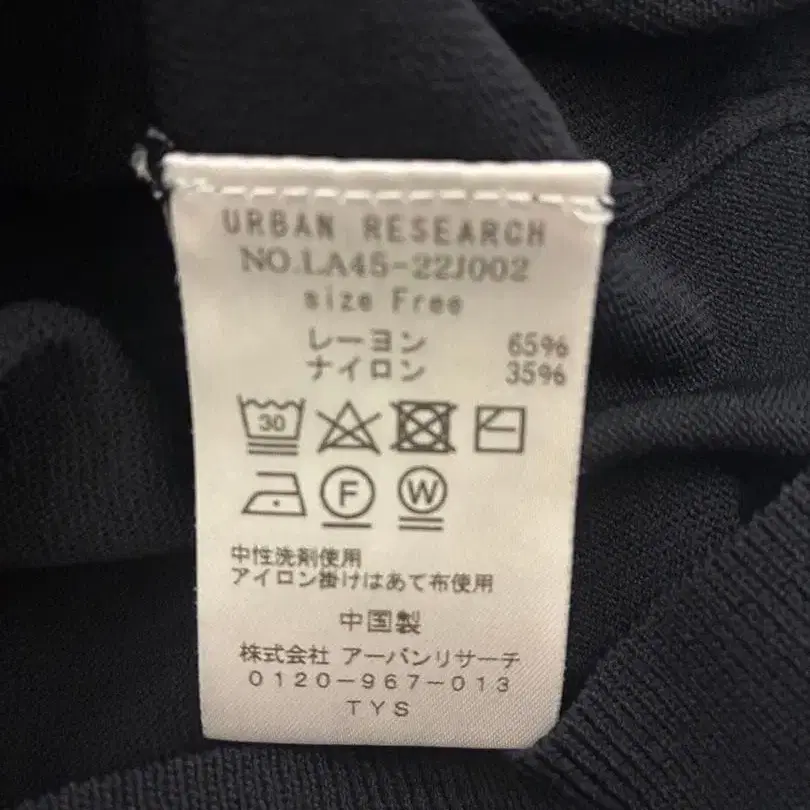 URBAN RESEARCH
NO.LA45-22J002
size Free
レーヨン 65%
ナイロン 35%
30
F W
中性洗剤使用
アイロン掛けはあて布使用
中国製
株式会社 アーバンリサーチ
0120-967-013
TYS